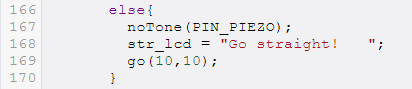 166 else{
167 noTone(PIN_PIEZO);
168 str_lcd = "Go straight!   ";
169 go(10,10);
170 }